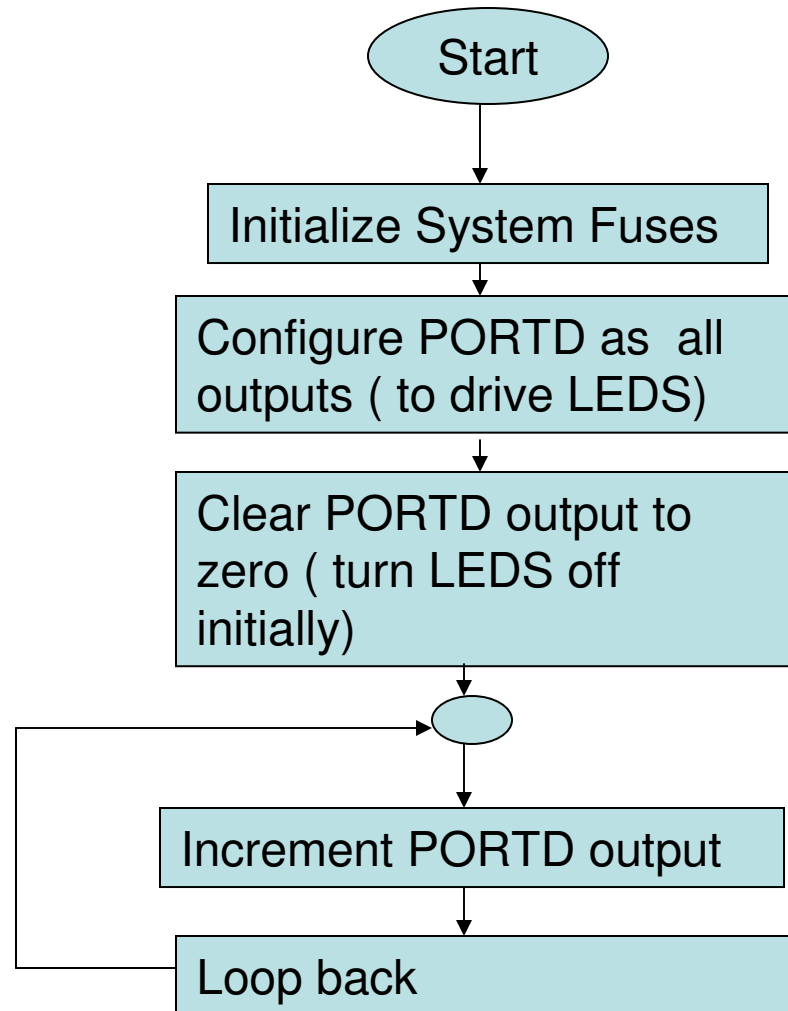 Start
Initialize System Fuses
Configure PORTD as  all
outputs ( to drive LEDS)
Clear PORTD output to
zero ( turn LEDS off
initially)
Increment PORTD output
Loop back